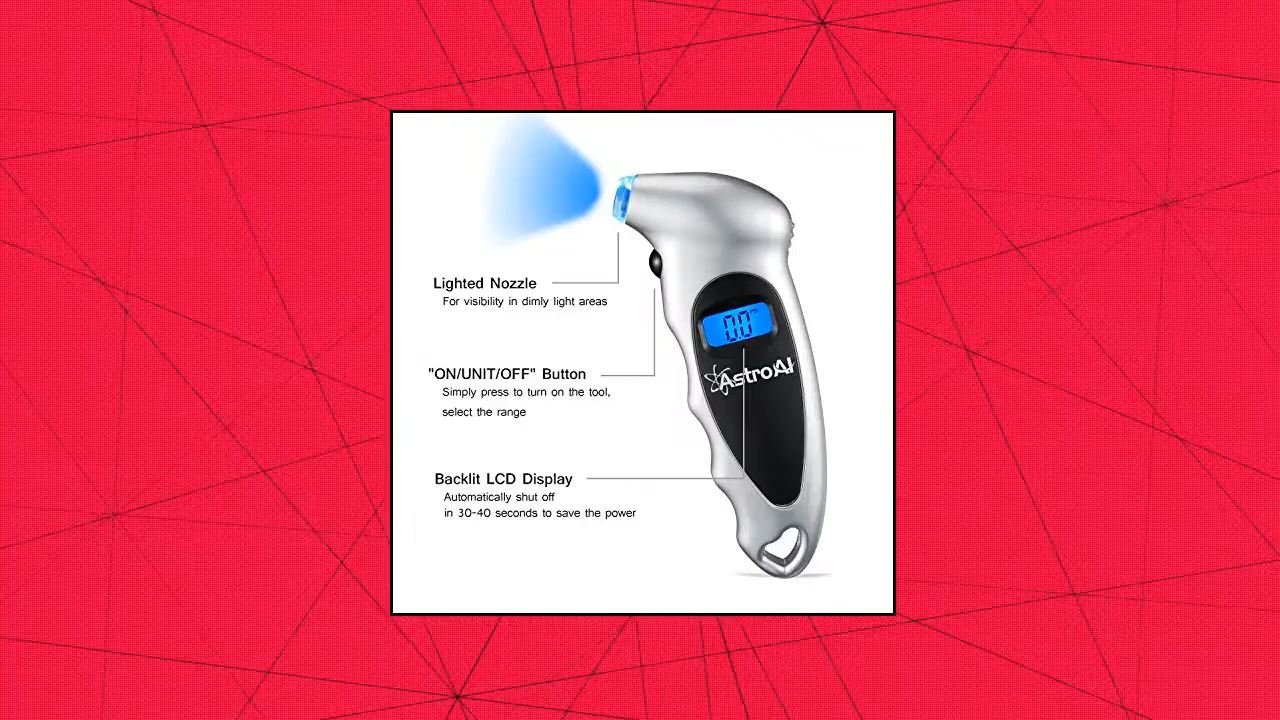 Lighted Nozzle
For visibility in dimly light areas
0.0
"ON/UNIT/OFF" Button
Simply press to turn on the tool,
select the range
AstroAI
Backlit LCD Display
Automatically shut off
in 30-40 seconds to save the power